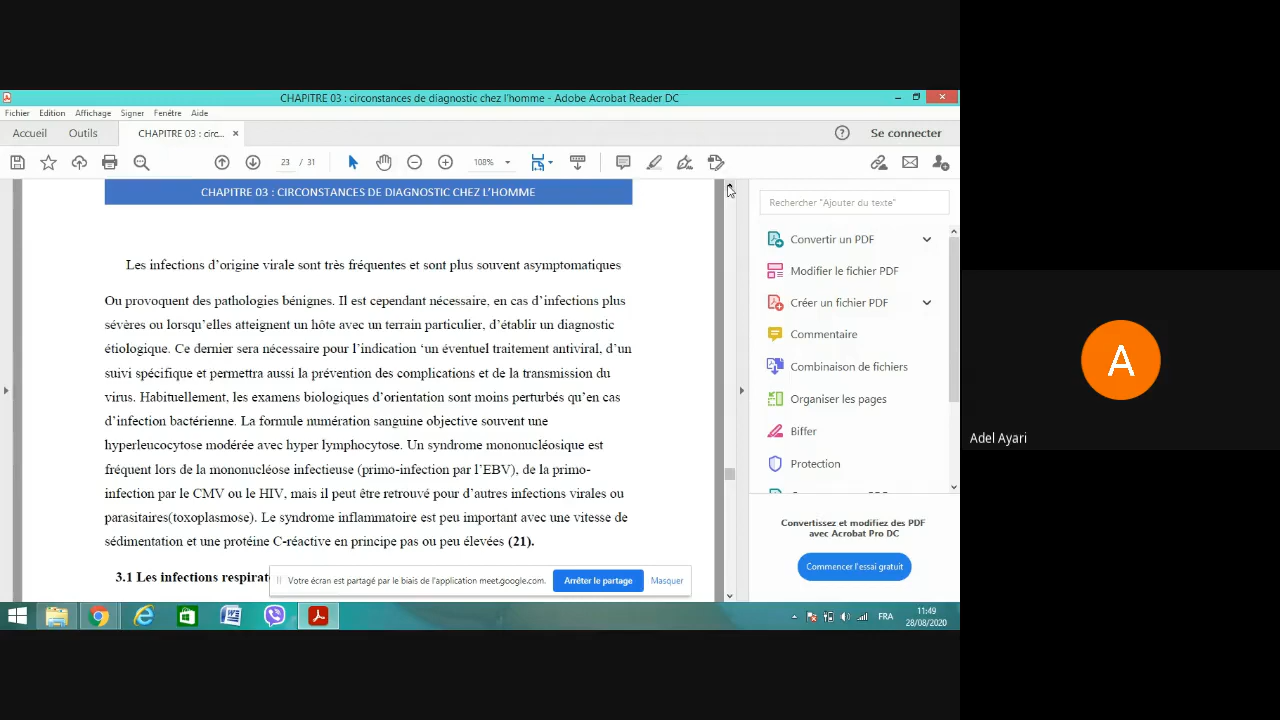 CHAPITRE 03 : circonstances de diagnostic chez l'homme - Adobe Acrobat Reader DC
Fichier Edition Affichage Signer Fenêtre Aide
Accueil Outils CHAPITRE 03 : circ... × Se connecter
23 / 31 108%
CHAPITRE 03 : CIRCONSTANCES DE DIAGNOSTIC CHEZ L'HOMME
Les infections d'origine virale sont très fréquentes et sont plus souvent asymptomatiques
Ou provoquent des pathologies bénignes. Il est cependant nécessaire, en cas d'infections plus
sévères ou lorsqu'elles atteignent un hôte avec un terrain particulier, d'établir un diagnostic
étiologique. Ce dernier sera nécessaire pour l'indication 'un éventuel traitement antiviral, d'un
suivi spécifique et permettra aussi la prévention des complications et de la transmission du
virus. Habituellement, les examens biologiques d'orientation sont moins perturbés qu'en cas
d'infection bactérienne. La formule numération sanguine objective souvent une
hyperleucocytose modérée avec hyper lymphocytose. Un syndrome mononucléosique est
fréquent lors de la mononucléose infectieuse (primo-infection par l'EBV), de la primo-
infection par le CMV ou le HIV, mais il peut être retrouvé pour d'autres infections virales ou
parasitaires(toxoplasmose). Le syndrome inflammatoire est peu important avec une vitesse de
sédimentation et une protéine C-réactive en principe pas ou peu élevées (21).
3.1 Les infections respirat
Votre écran est partagé par le biais de l'application meet.google.com. Arrêter le partage Masquer
Rechercher "Ajouter du texte"
Convertir un PDF
Modifier le fichier PDF
Créer un fichier PDF
Commentaire
Combinaison de fichiers
Organiser les pages
Biffer
Protection
Convertissez et modifiez des PDF
avec Acrobat Pro DC
Commencer l'essai gratuit
FRA
11:49
28/08/2020
A
Adel Ayari